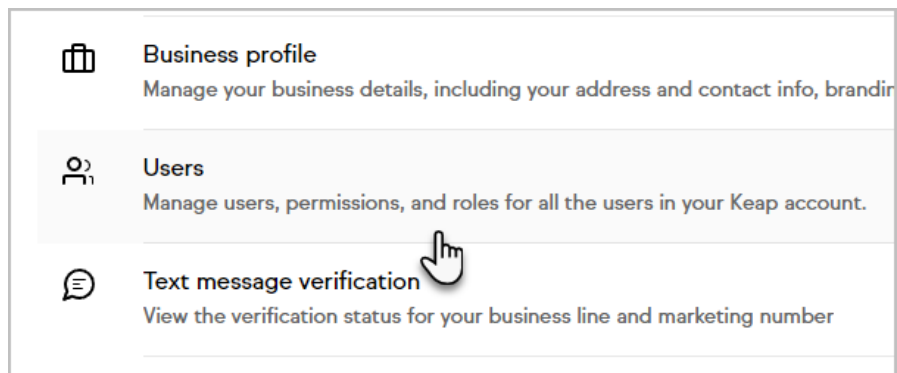 Business profile
Manage your business details, including your address and contact info,
Users
Manage users, permissions, and roles for all the users in your Keap account.
Text message verification
View the verification status for your business line and marketing number